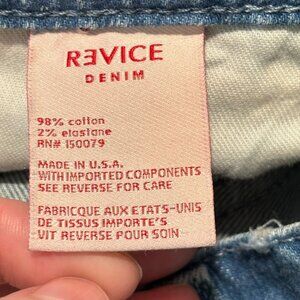 REVICE
DENIM
98% cotton
2% elastane
RN# 150079
MADE IN U.S.A.
WITH IMPORTED COMPONENTS
SEE REVERSE FOR CARE
FABRICQUE AUX ETATS-UNIS
DE TISSUS IMPORTE'S
VIT REVERSE POUR SOIN